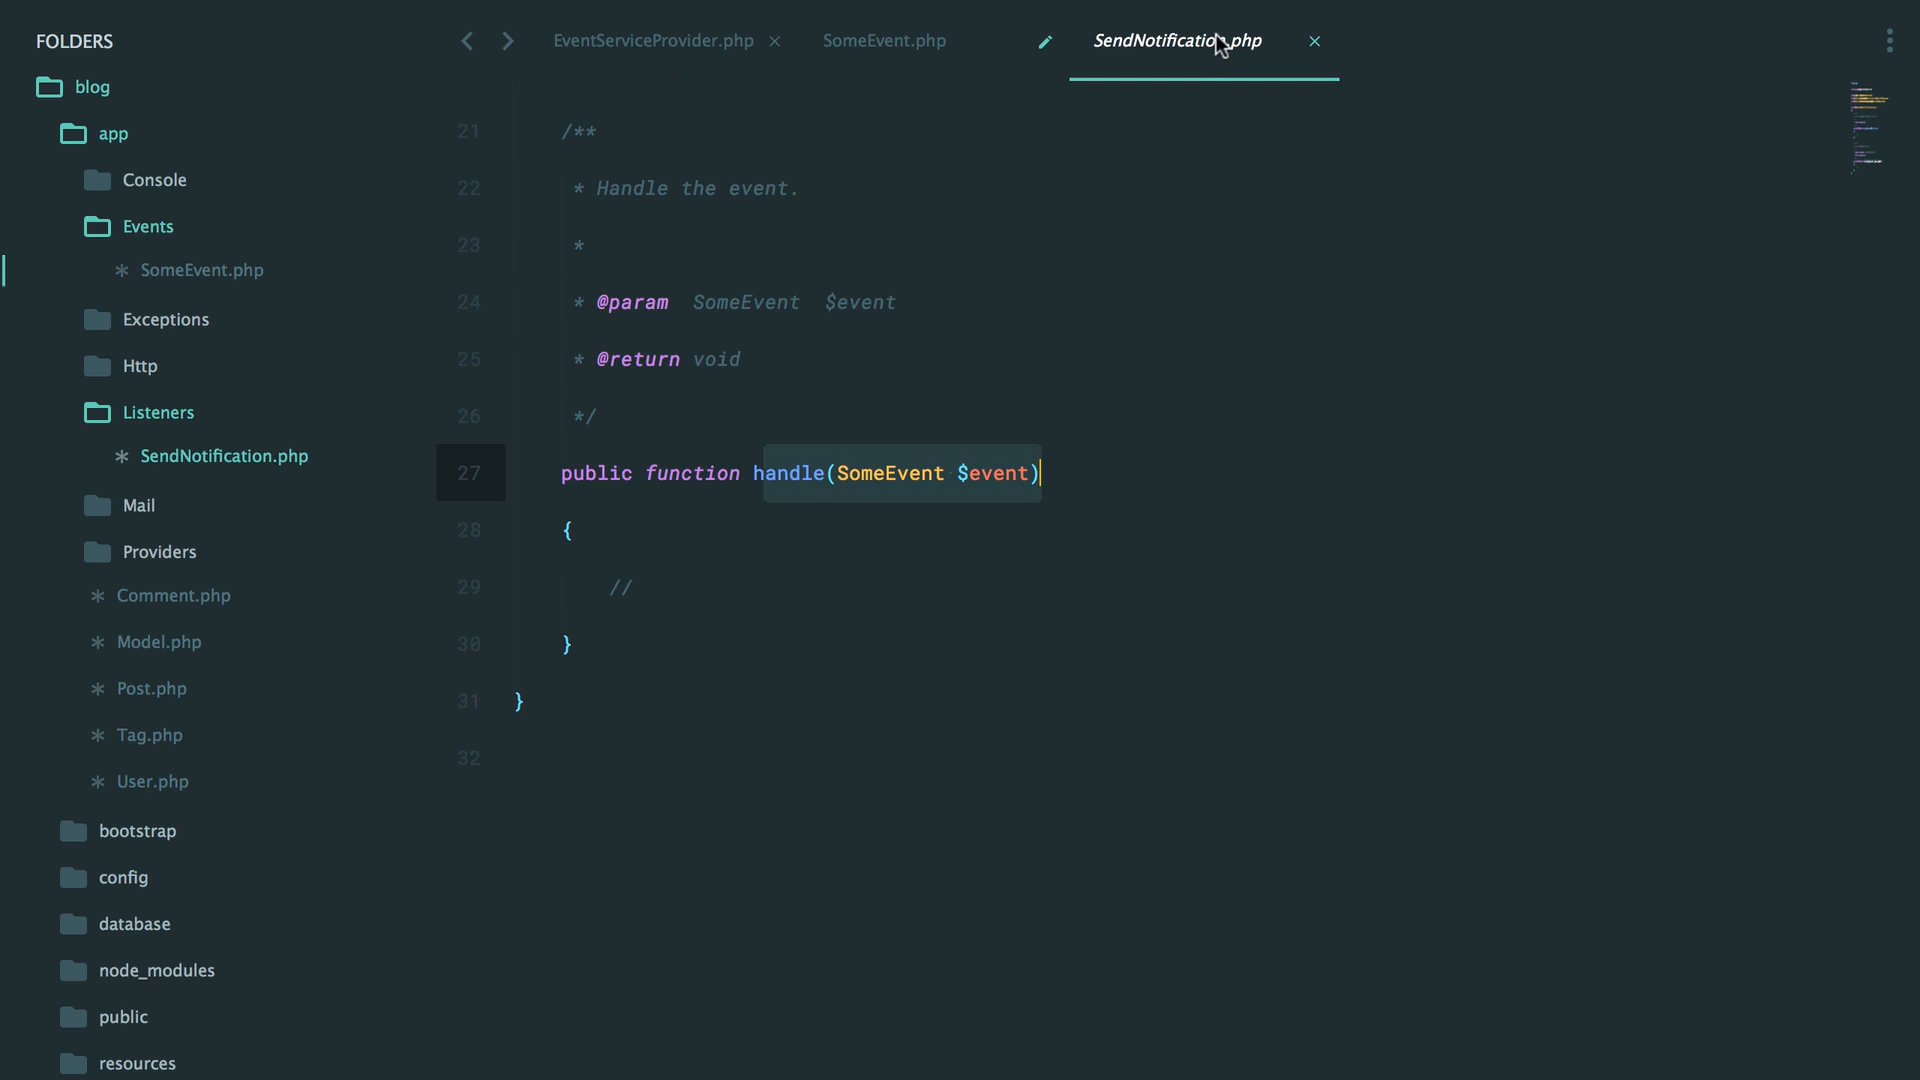 FOLDERS
blog
app
Console
Events
SomeEvent.php
Exceptions
Http
Listeners
SendNotification.php
Mail
Providers
Comment.php
Model.php
Post.php
Tag.php
User.php
bootstrap
config
database
node_modules
public
resources
EventServiceProvider.php SomeEvent.php SendNotification.php
21 /**
22 * Handle the event.
23 *
24 * @param SomeEvent $event
25 * @return void
26 */
27 public function handle(SomeEvent $event)
28 {
29 //
30 }
31 }
32